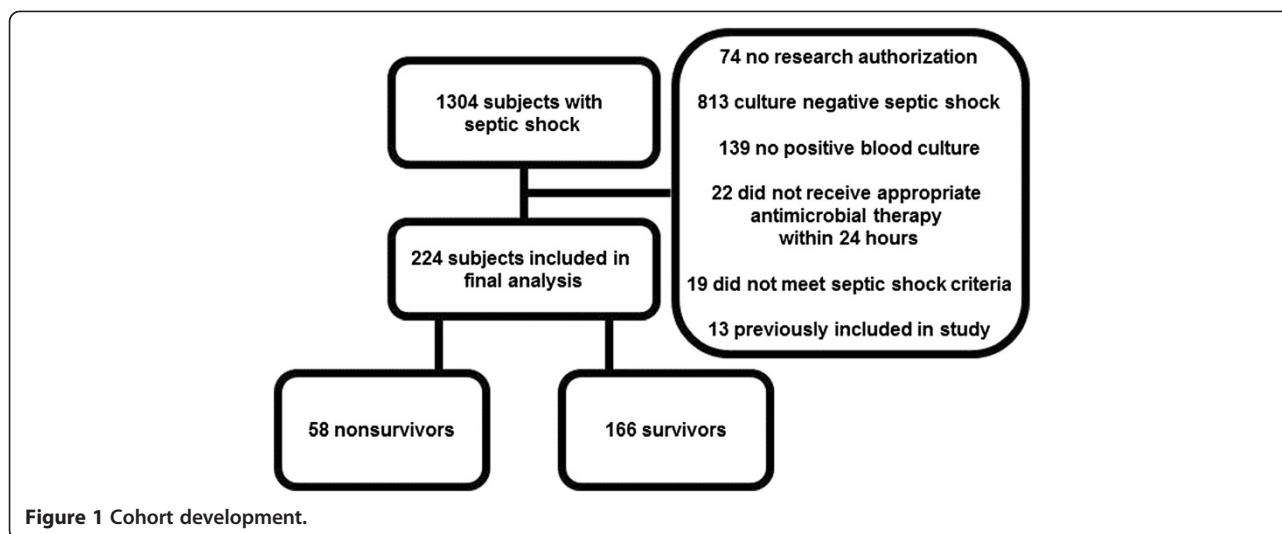 1304 subjects with
septic shock
74 no research authorization
813 culture negative septic shock
139 no positive blood culture
22 did not receive appropriate
antimicrobial therapy
within 24 hours
19 did not meet septic shock criteria
13 previously included in study
224 subjects included in
final analysis
58 nonsurvivors
166 survivors
Figure 1 Cohort development.